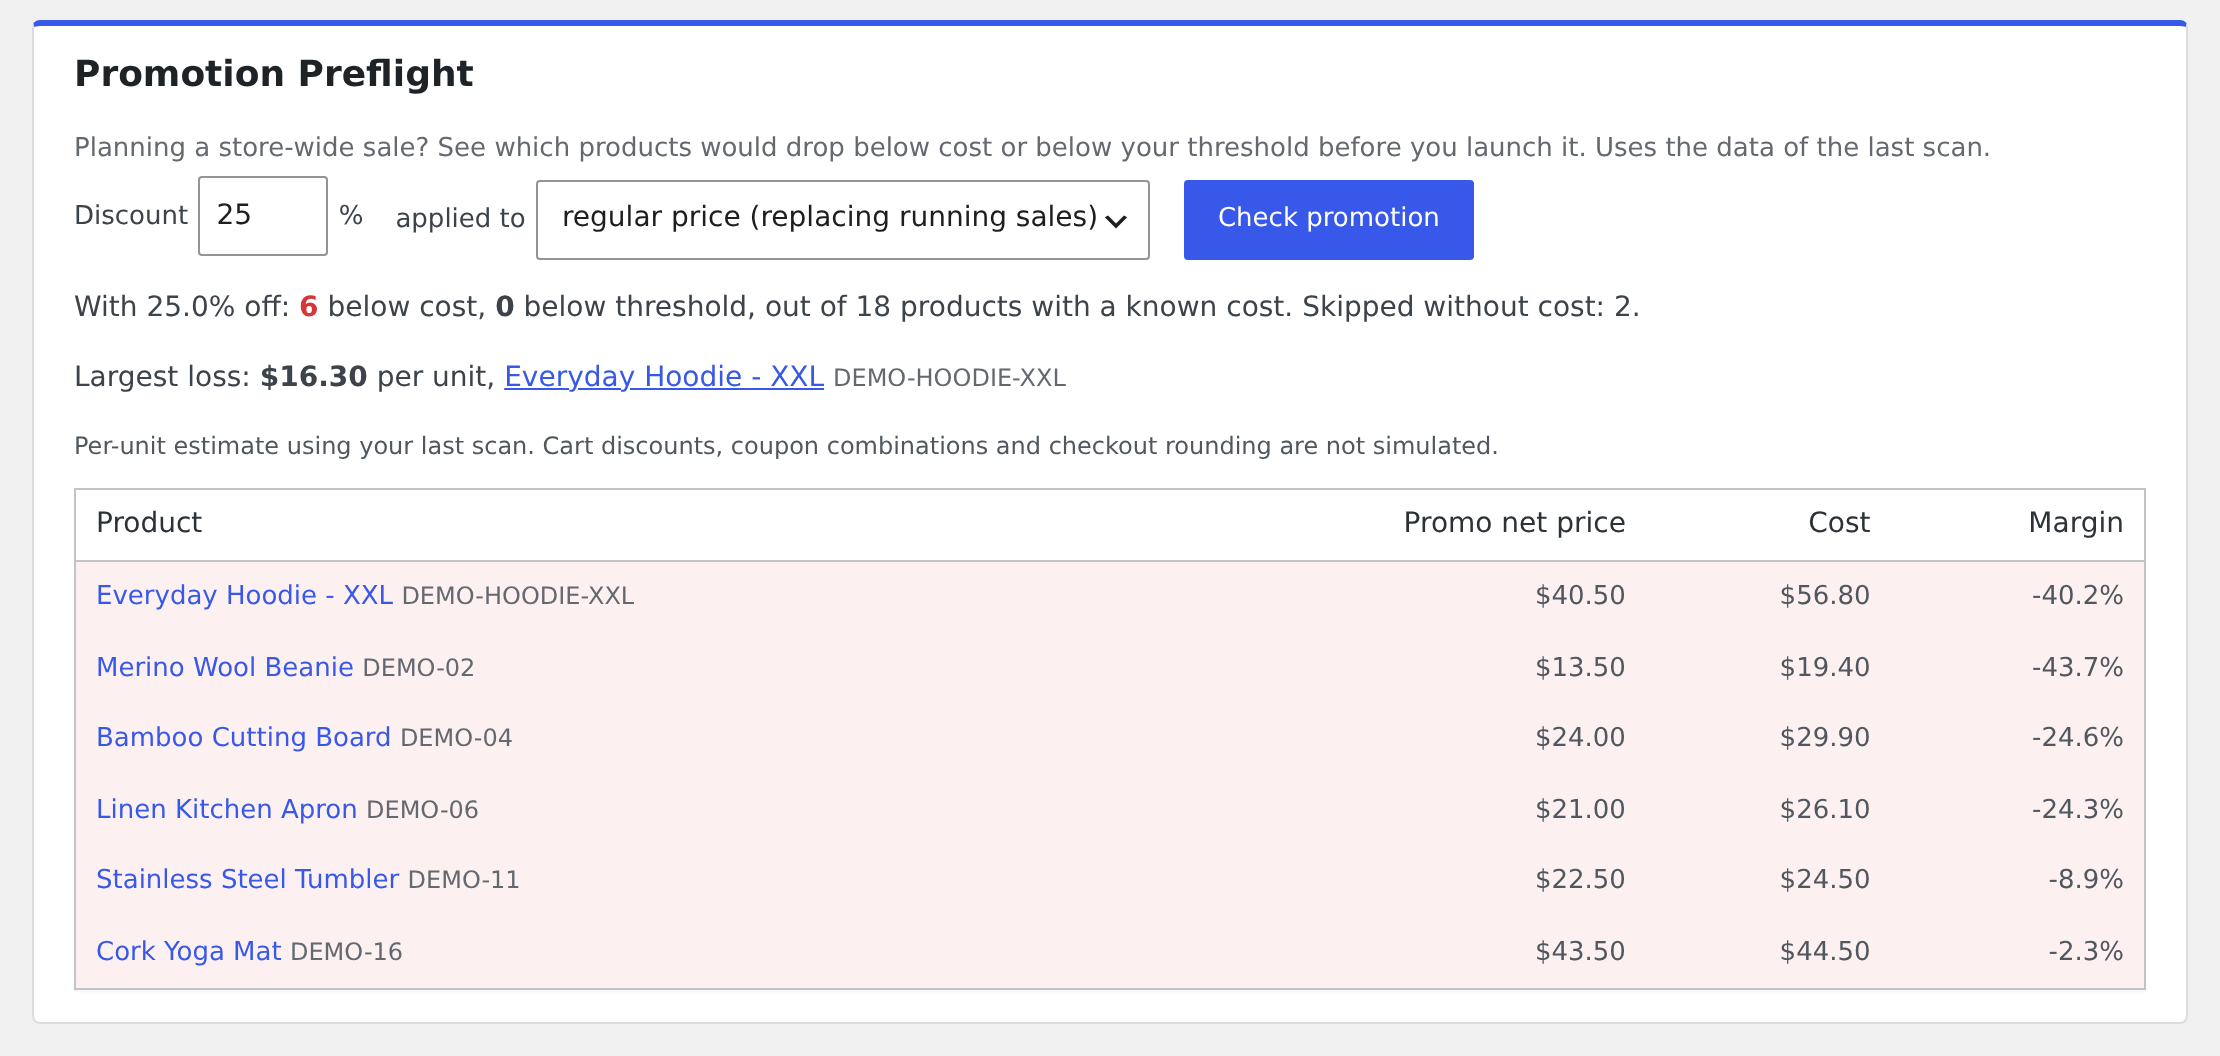 Promotion Preflight
Planning a store-wide sale? See which products would drop below cost or below your threshold before you launch it. Uses the data of the last scan.
Discount 25 % applied to regular price (replacing running sales) Check promotion
With 25.0% off: 6 below cost, 0 below threshold, out of 18 products with a known cost. Skipped without cost: 2.
Largest loss: $16.30 per unit, Everyday Hoodie - XXL DEMO-HOODIE-XXL
Per-unit estimate using your last scan. Cart discounts, coupon combinations and checkout rounding are not simulated.
Product Promo net price Cost Margin
Everyday Hoodie - XXL DEMO-HOODIE-XXL $40.50 $56.80 -40.2%
Merino Wool Beanie DEMO-02 $13.50 $19.40 -43.7%
Bamboo Cutting Board DEMO-04 $24.00 $29.90 -24.6%
Linen Kitchen Apron DEMO-06 $21.00 $26.10 -24.3%
Stainless Steel Tumbler DEMO-11 $22.50 $24.50 -8.9%
Cork Yoga Mat DEMO-16 $43.50 $44.50 -2.3%